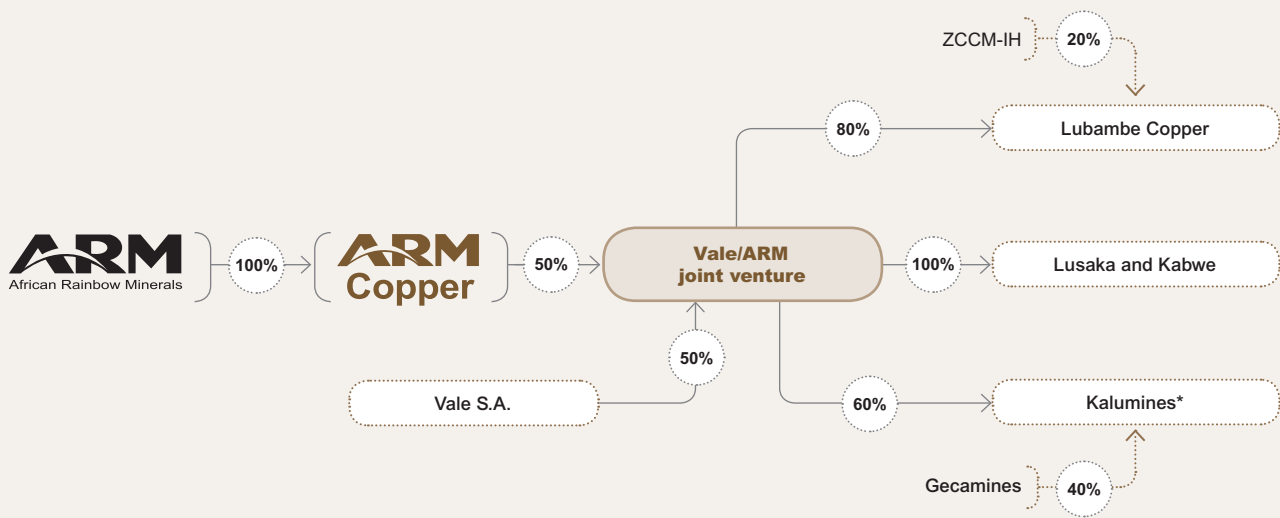 ZCCM-IH
20%
80%
Lubambe Copper
ARM
African Rainbow Minerals
100%
ARM
Copper
50%
Vale/ARM
joint venture
100%
Lusaka and Kabwe
50%
Vale S.A.
60%
Kalumines*
Gecamines
40%